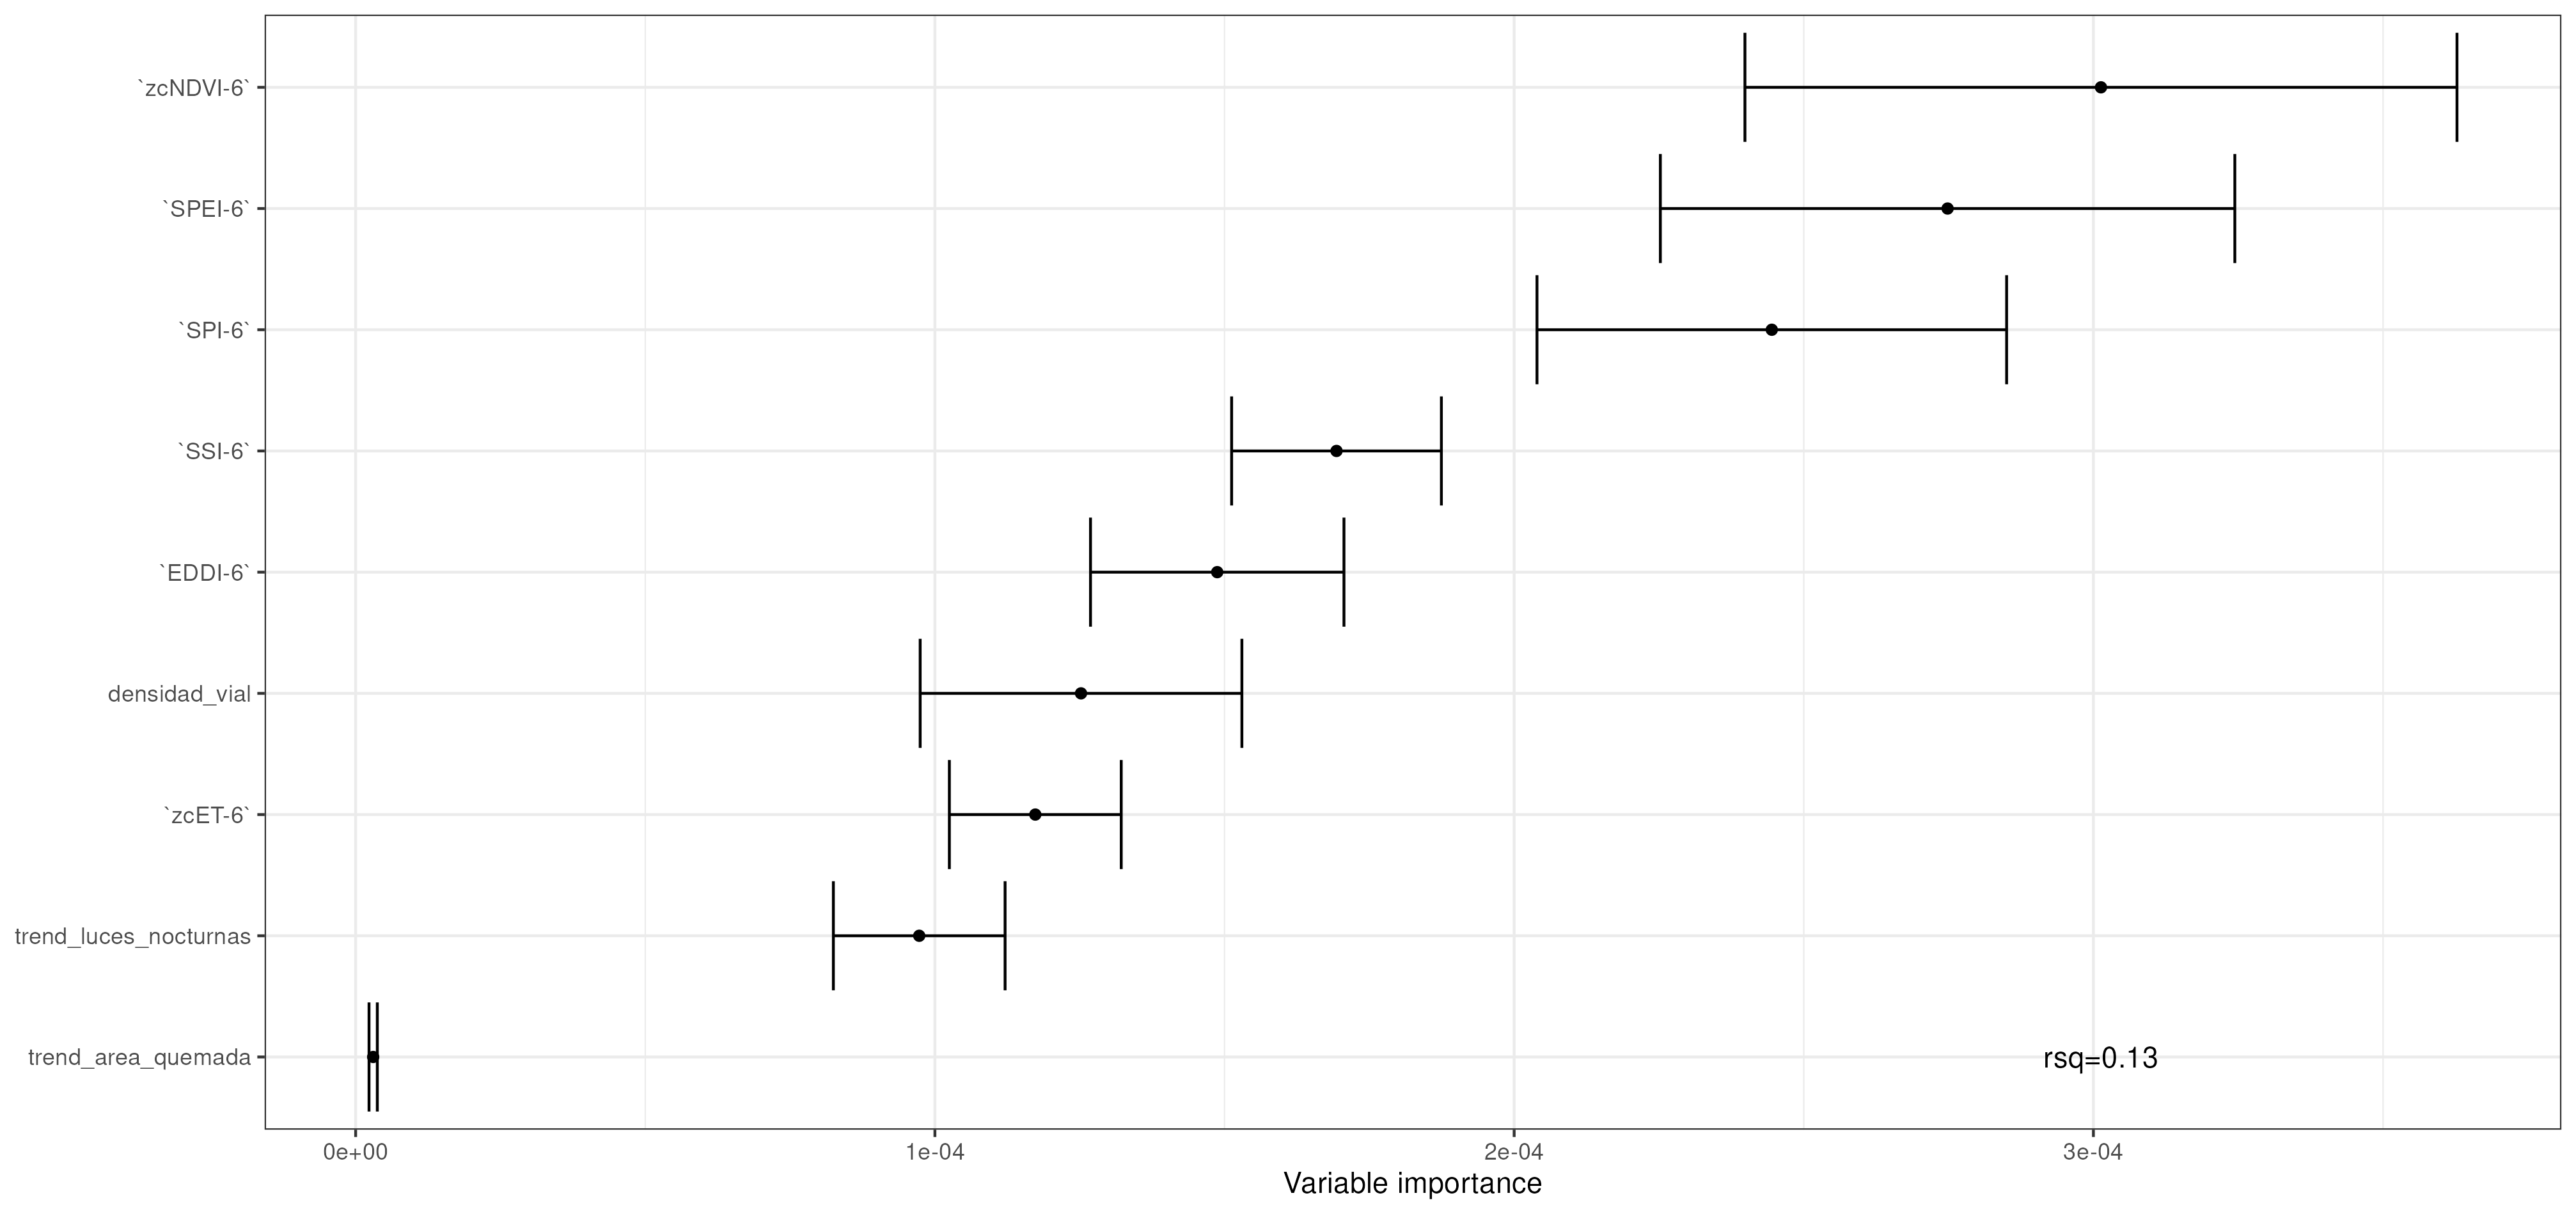 `zcNDVI-6`
`SPEI-6`
`SPI-6`
`SSI-6`
`EDDI-6`
densidad_vial
`zcET-6`
trend_luces_nocturnas
trend_area_quemada
rsq=0.13
0e+00 1e-04 2e-04 3e-04
Variable importance